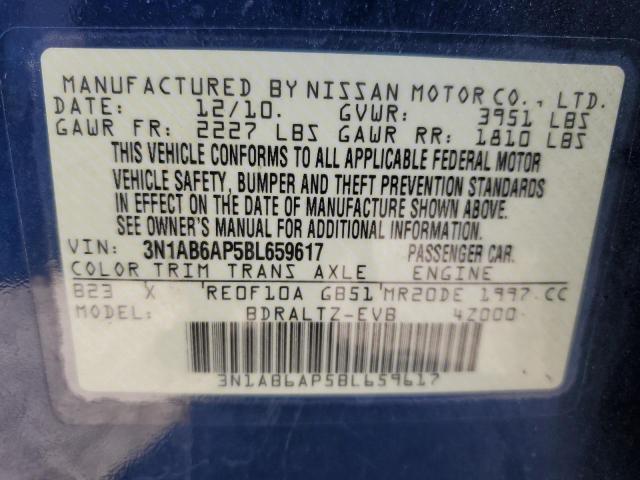 MANUFACTURED BY NISSAN MOTOR CO., LTD.
DATE: 12/10. GVWR: 3951 LBS
GAWR FR: 2227 LBS GAWR RR: 1810 LBS
THIS VEHICLE CONFORMS TO ALL APPLICABLE FEDERAL MOTOR
VEHICLE SAFETY, BUMPER AND THEFT PREVENTION STANDARDS
IN EFFECT ON THE DATE OF MANUFACTURE SHOWN ABOVE.
SEE OWNER'S MANUAL FOR ADDITIONAL INFORMATION.
VIN: 3N1AB6AP5BL659617 PASSENGER CAR.
COLOR TRIM TRANS AXLE ENGINE
B23 X RE0F10A GB51 MR20DE 1997 CC
MODEL: BDRALTZ-EVB 4Z000
3N1AB6AP5BL659617